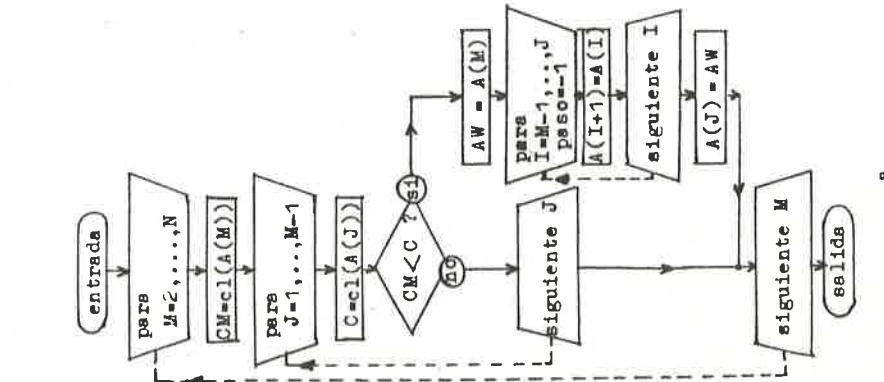 entrada
para
M=2,...,N
CM=cl(A(M))
para
J=1,..,M-1
C=cl(A(J))
CM<C ?
si
no
AW = A(M)
para
I=M-1,..,J
paso=-1
A(I+1)=A(I)
siguiente I
A(J) = AW
siguiente J
siguiente M
salida